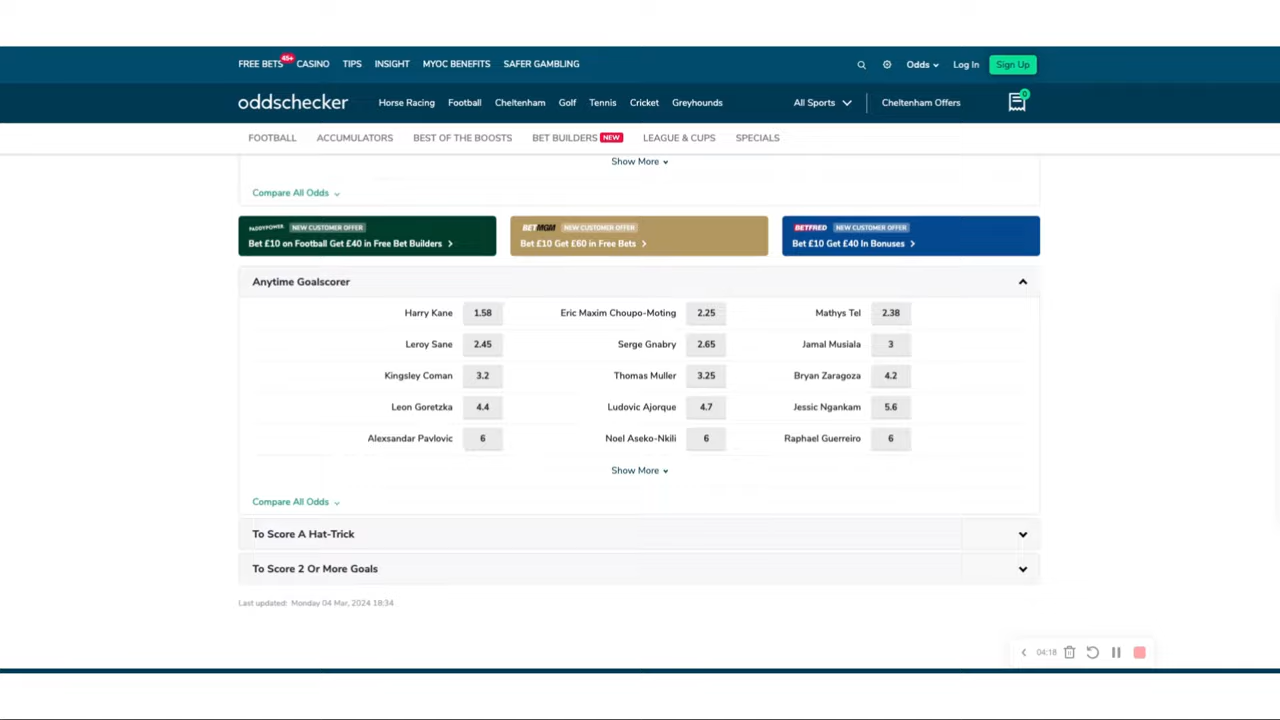 FREE BETS 45+ CASINO TIPS INSIGHT MYOC BENEFITS SAFER GAMBLING Odds Log In Sign Up
oddschecker Horse Racing Football Cheltenham Golf Tennis Cricket Greyhounds All Sports Cheltenham Offers 0
FOOTBALL ACCUMULATORS BEST OF THE BOOSTS BET BUILDERS NEW LEAGUE & CUPS SPECIALS
Show More
Compare All Odds
PADDYPOWER NEW CUSTOMER OFFER BETMGM NEW CUSTOMER OFFER BETFRED NEW CUSTOMER OFFER
Bet £10 on Football Get £40 in Free Bet Builders Bet £10 Get £60 in Free Bets Bet £10 Get £40 In Bonuses
Anytime Goalscorer
Harry Kane 1.58 Eric Maxim Choupo-Moting 2.25 Mathys Tel 2.38
Leroy Sane 2.45 Serge Gnabry 2.65 Jamal Musiala 3
Kingsley Coman 3.2 Thomas Muller 3.25 Bryan Zaragoza 4.2
Leon Goretzka 4.4 Ludovic Ajorque 4.7 Jessic Ngankam 5.6
Alexsandar Pavlovic 6 Noel Aseko-Nkili 6 Raphael Guerreiro 6
Show More
Compare All Odds
To Score A Hat-Trick
To Score 2 Or More Goals
Last updated: Monday 04 Mar, 2024 18:34
04:18